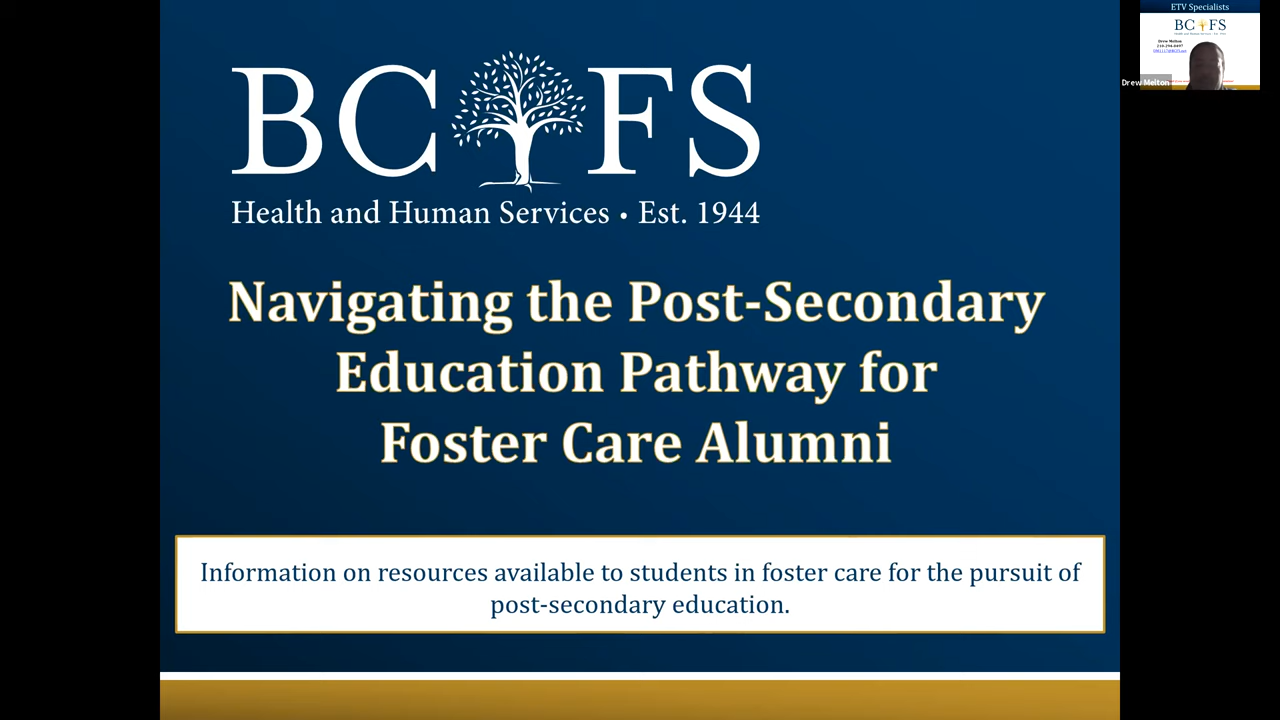 BCFS
Health and Human Services • Est. 1944
Navigating the Post-Secondary
Education Pathway for
Foster Care Alumni
Information on resources available to students in foster care for the pursuit of
post-secondary education.
ETV Specialists
BCFS
Drew Melton